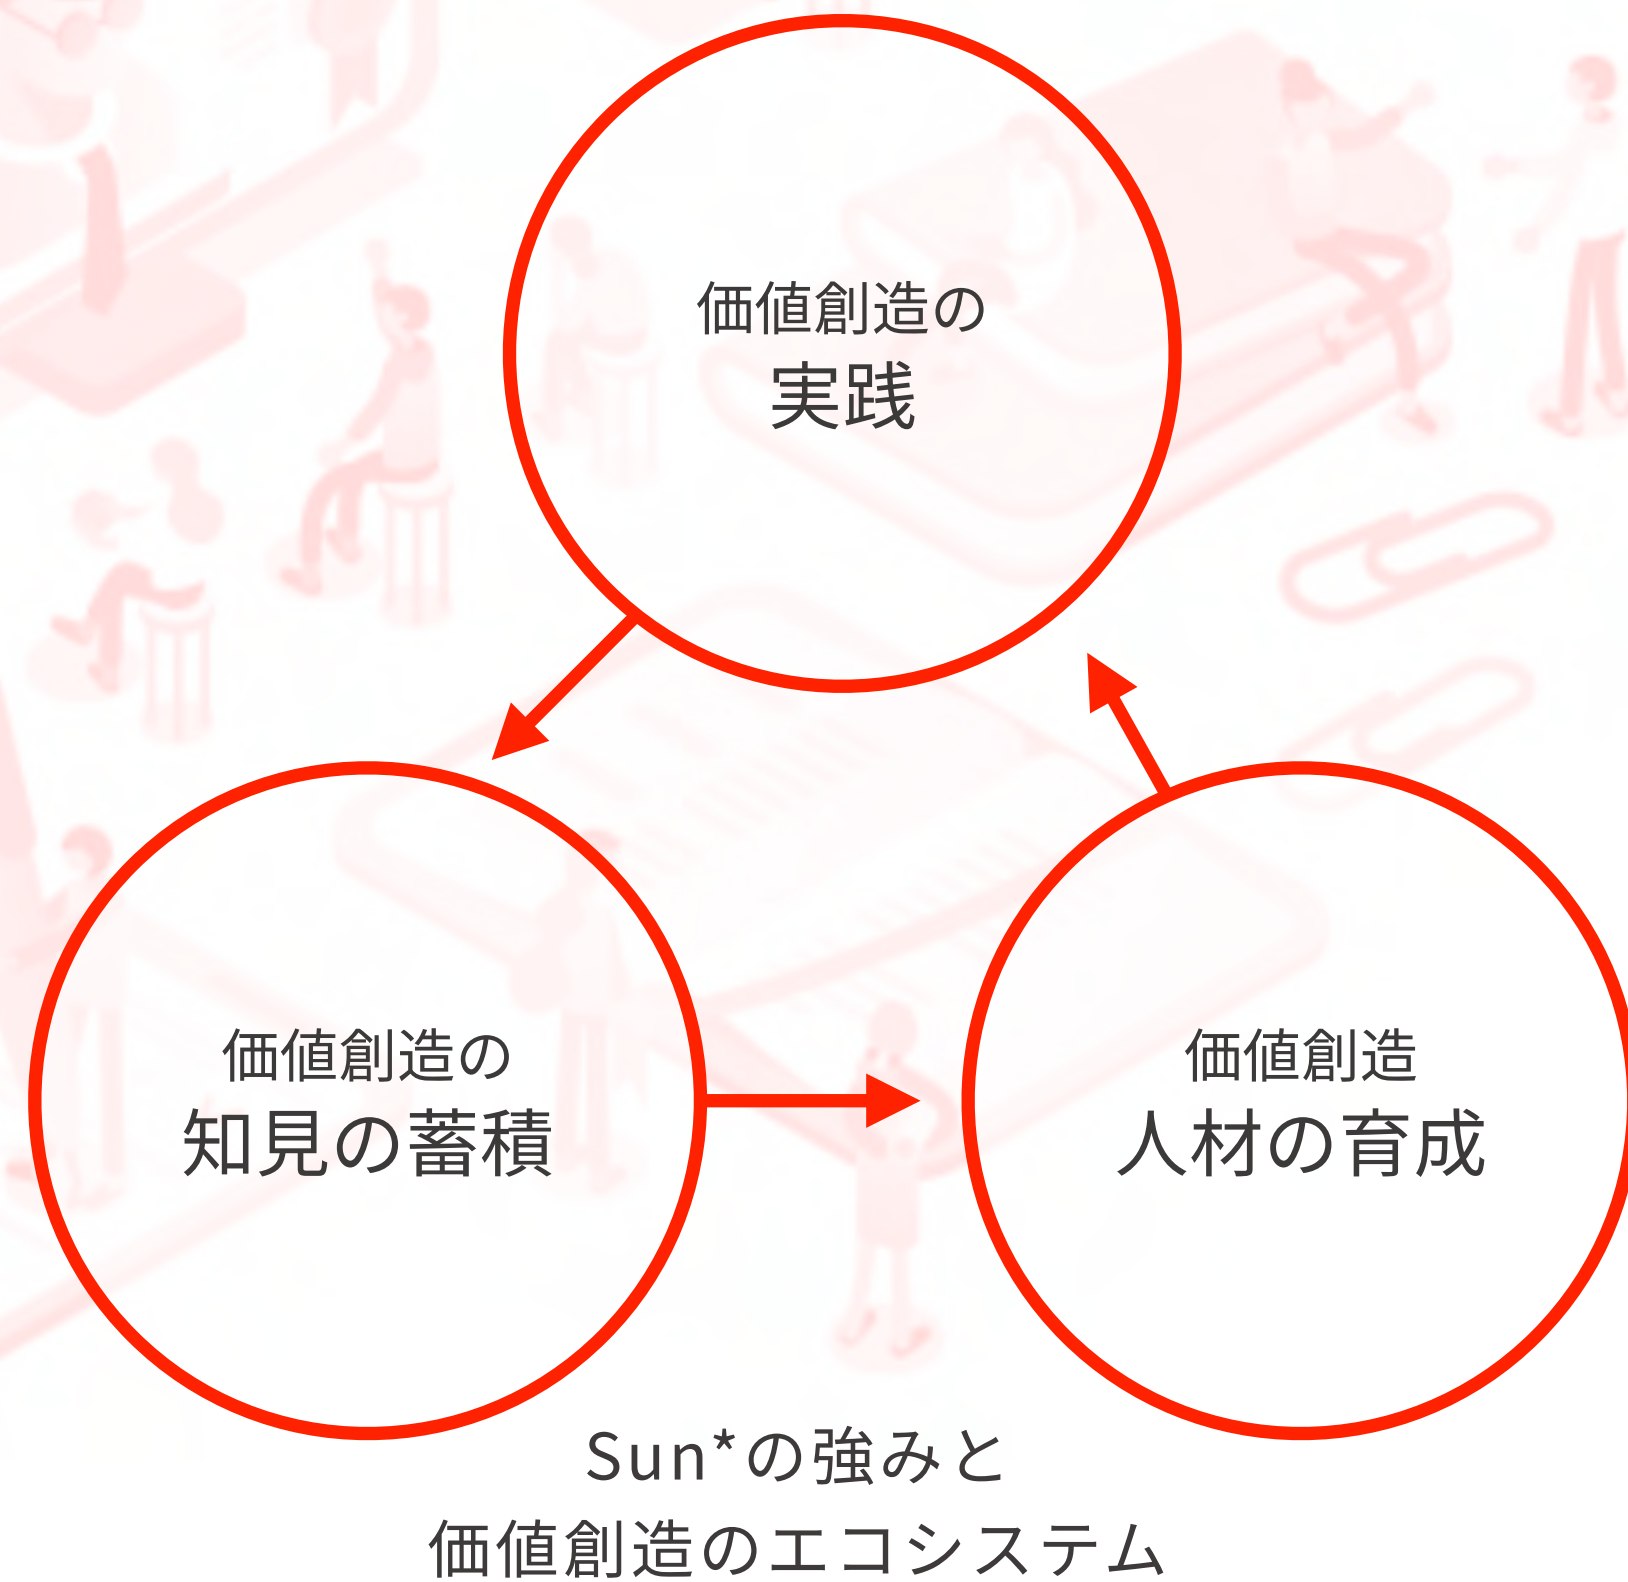 価値創造の
実践
価値創造の
知見の蓄積
価値創造
人材の育成
Sun*の強みと
価値創造のエコシステム